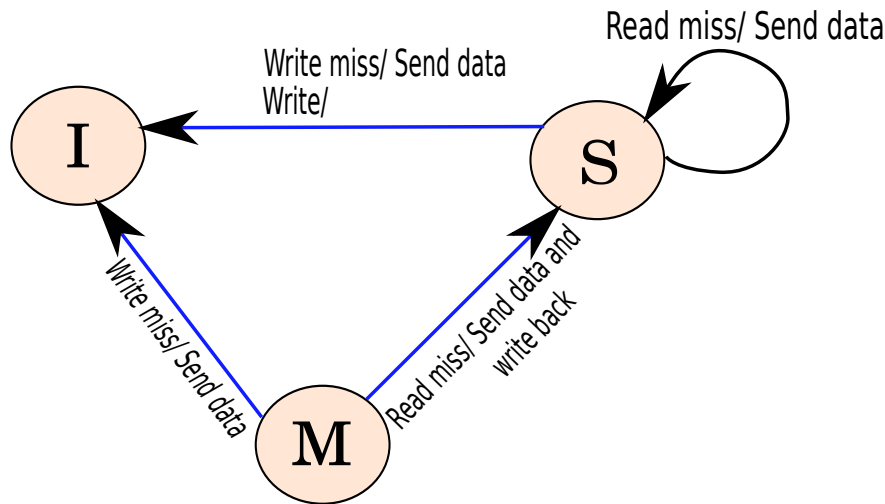 Read miss/ Send data
Write miss/ Send data
Write/
I
S
Write miss/ Send data
Read miss/ Send data and
write back
M